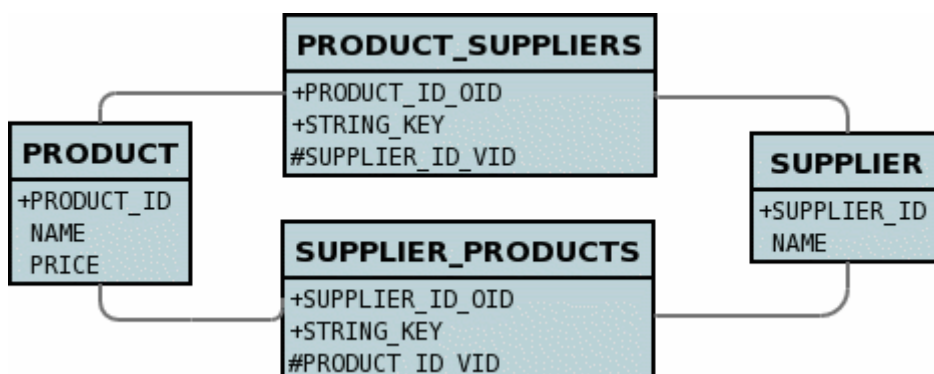 PRODUCT_SUPPLIERS
+PRODUCT_ID_OID
+STRING_KEY
#SUPPLIER_ID_VID
PRODUCT
+PRODUCT_ID
NAME
PRICE
SUPPLIER
+SUPPLIER_ID
NAME
SUPPLIER_PRODUCTS
+SUPPLIER_ID_OID
+STRING_KEY
#PRODUCT_ID_VID